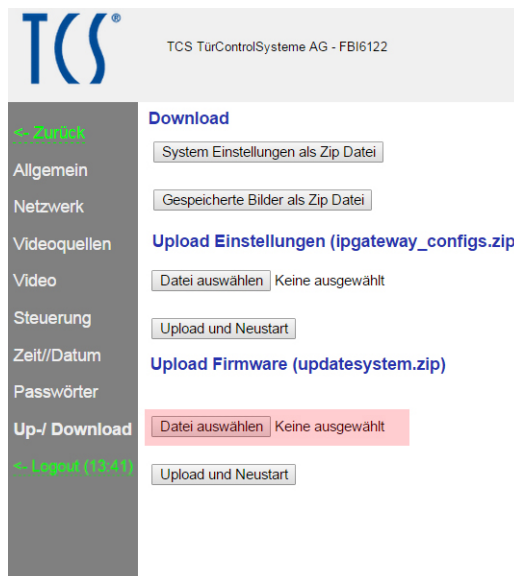 TCS®
TCS TürControlSysteme AG - FBI6122
<- Zurück
Allgemein
Netzwerk
Videoquellen
Video
Steuerung
Zeit//Datum
Passwörter
Up-/ Download
<- Logout (13:41)
Download
System Einstellungen als Zip Datei
Gespeicherte Bilder als Zip Datei
Upload Einstellungen (ipgateway_configs.zip
Datei auswählen Keine ausgewählt
Upload und Neustart
Upload Firmware (updatesystem.zip)
Datei auswählen Keine ausgewählt
Upload und Neustart